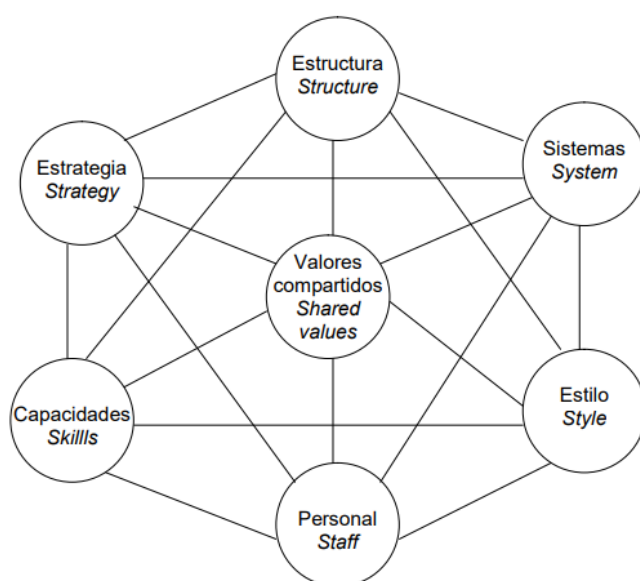 Estructura
Structure
Sistemas
System
Estrategia
Strategy
Valores
compartidos
Shared
values
Capacidades
Skillls
Estilo
Style
Personal
Staff